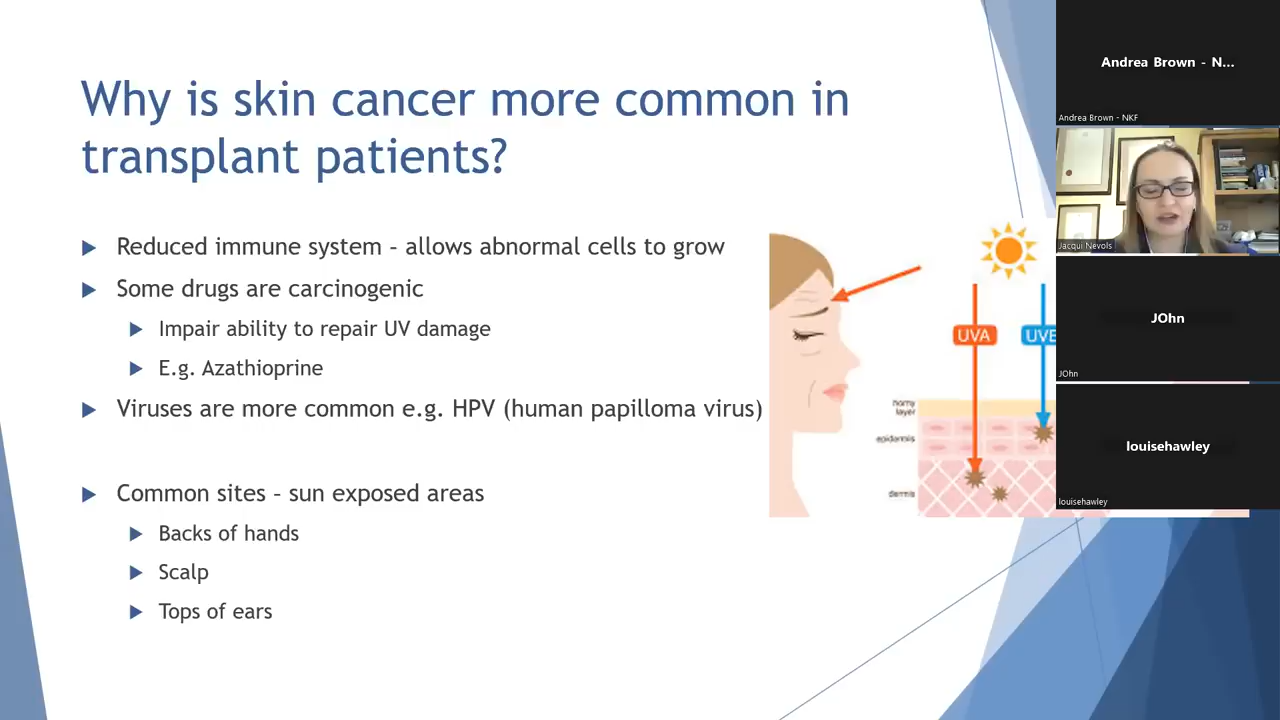 Why is skin cancer more common in
transplant patients?
Reduced immune system – allows abnormal cells to grow
Some drugs are carcinogenic
Impair ability to repair UV damage
E.g. Azathioprine
Viruses are more common e.g. HPV (human papilloma virus)
Common sites – sun exposed areas
Backs of hands
Scalp
Tops of ears
UVA
horny
layer
epidermis
dermis
Andrea Brown - N...
Andrea Brown - NKF
Jacqui Nevols
JOhn
JOhn
louisehawley
louisehawley